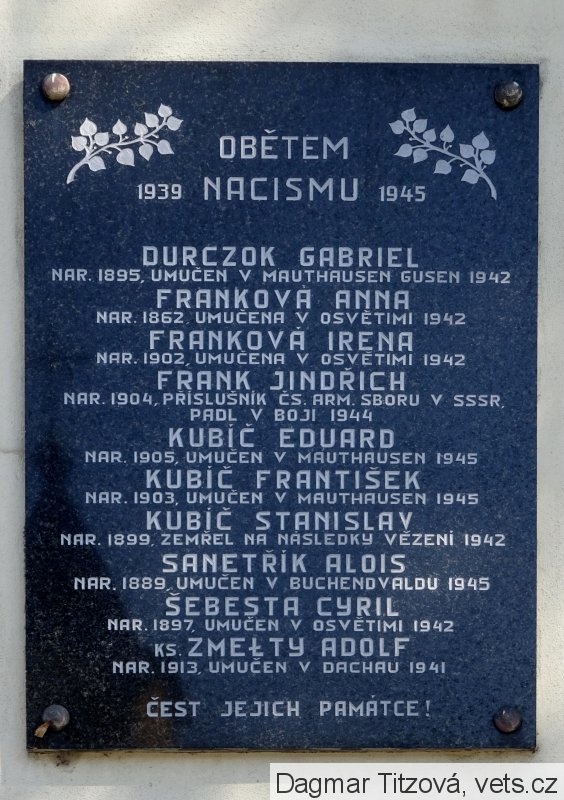 OBĚTEM
1939 NACISMU 1945
DURCZOK GABRIEL
NAR. 1895, UMUČEN V MAUTHAUSEN GUSEN 1942
FRANKOVÁ ANNA
NAR. 1862, UMUČENA V OSVĚTIMI 1942
FRANKOVÁ IRENA
NAR. 1902, UMUČENA V OSVĚTIMI 1942
FRANK JINDŘICH
NAR. 1904, PŘÍSLUŠNÍK ČS. ARM. SBORU V SSSR,
PADL V BOJI 1944
KUBÍČ EDUARD
NAR. 1905, UMUČEN V MAUTHAUSEN 1945
KUBÍČ FRANTIŠEK
NAR. 1903, UMUČEN V MAUTHAUSEN 1945
KUBÍČ STANISLAV
NAR. 1899, ZEMŘEL NA NÁSLEDKY VĚZENÍ 1942
SANETŘÍK ALOIS
NAR. 1889, UMUČEN V BUCHENDVALDU 1945
ŠEBESTA CYRIL
NAR. 1897, UMUČEN V OSVĚTIMI 1942
KS. ZMEŁTY ADOLF
NAR. 1913, UMUČEN V DACHAU 1941
ČEST JEJICH PAMÁTCE!
Dagmar Titzová, vets.cz